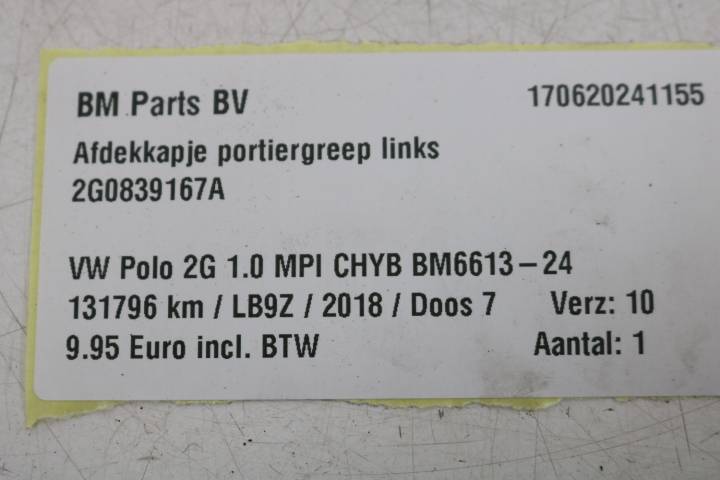 BM Parts BV 170620241155
Afdekkapje portiergreep links
2G0839167A
VW Polo 2G 1.0 MPI CHYB BM6613-24
131796 km / LB9Z / 2018 / Doos 7 Verz: 10
9.95 Euro incl. BTW Aantal: 1